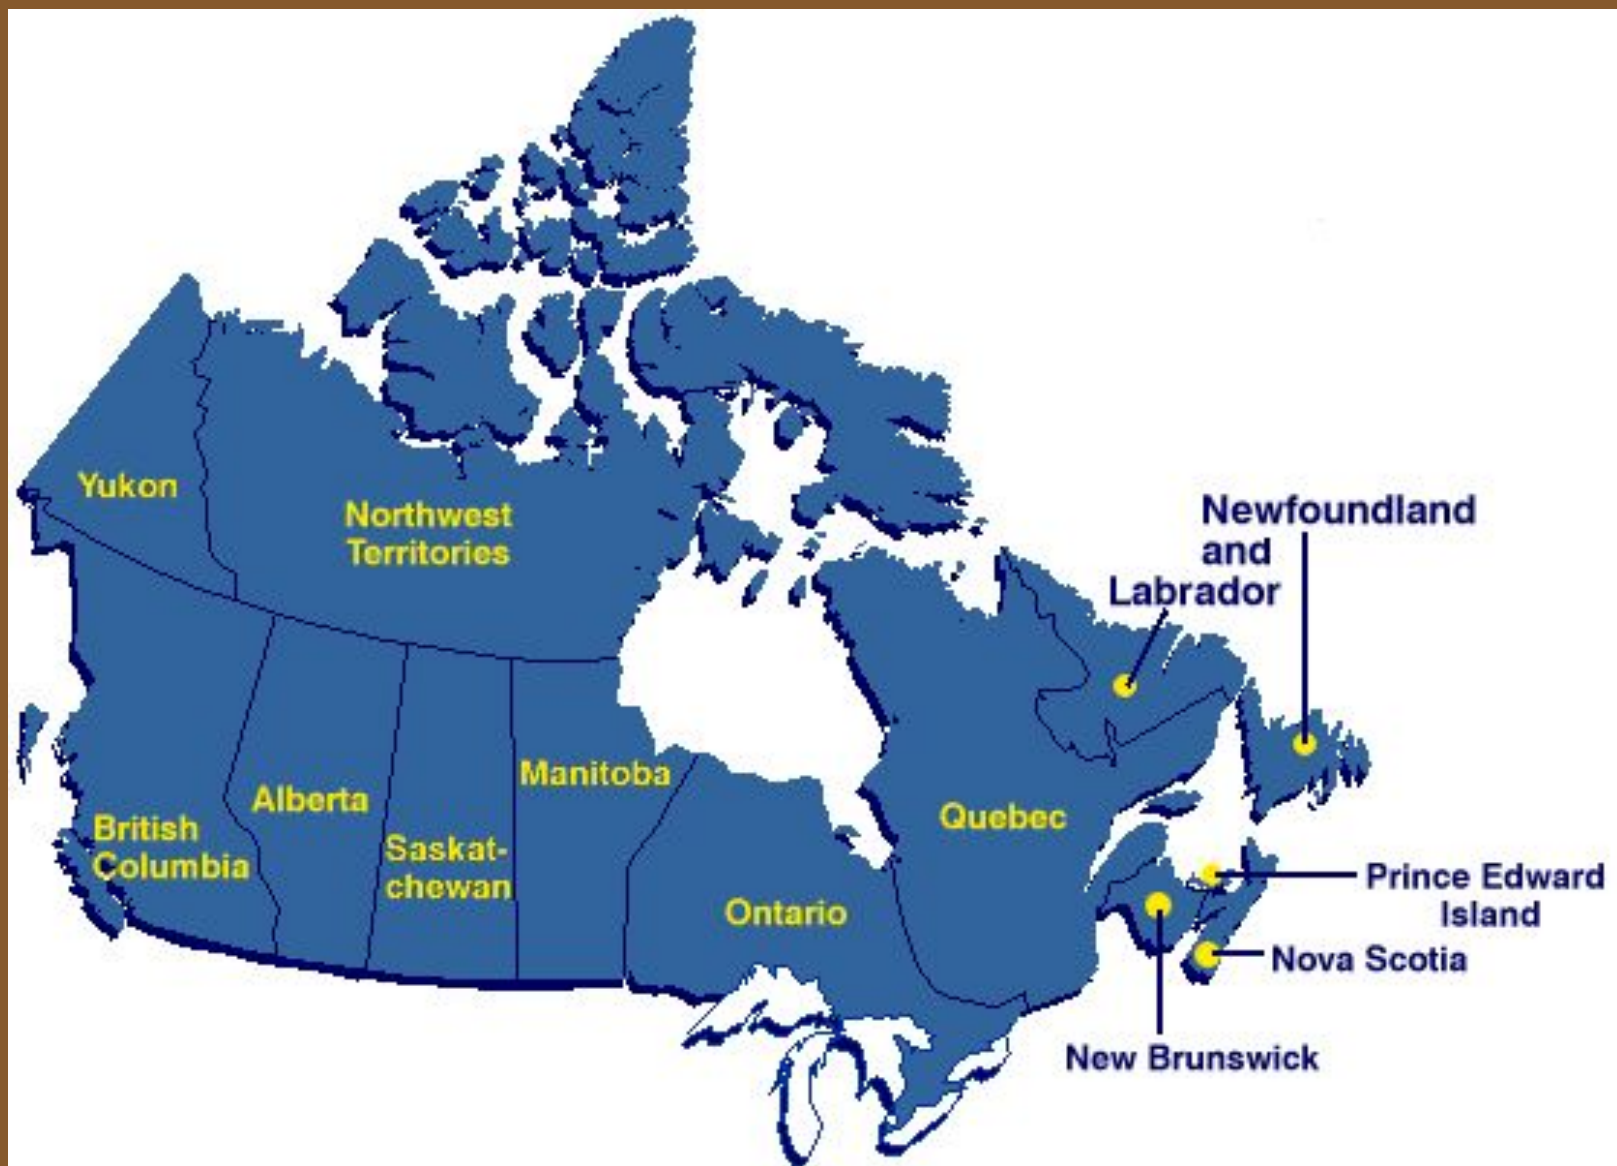 Yukon
Northwest
Territories
Newfoundland
and
Labrador
British
Columbia
Alberta
Saskat-
chewan
Manitoba
Ontario
Quebec
Prince Edward
Island
Nova Scotia
New Brunswick